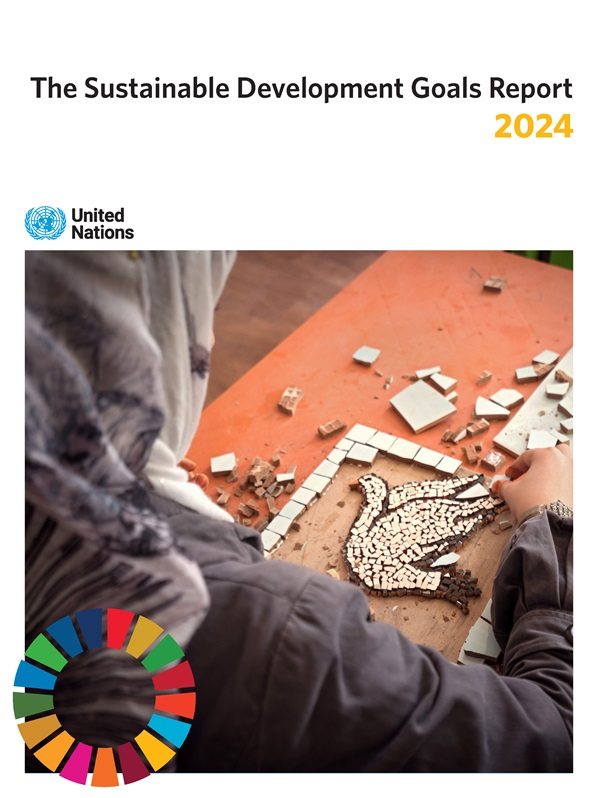 The Sustainable Development Goals Report
2024
United
Nations